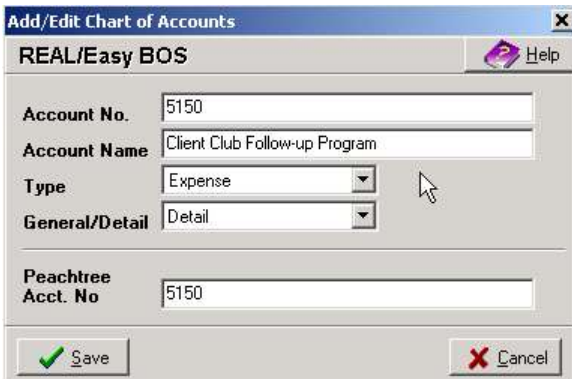 Add/Edit Chart of Accounts
REAL/Easy BOS
Help
Account No. 5150
Account Name Client Club Follow-up Program
Type Expense
General/Detail Detail
Peachtree
Acct. No 5150
Save Cancel